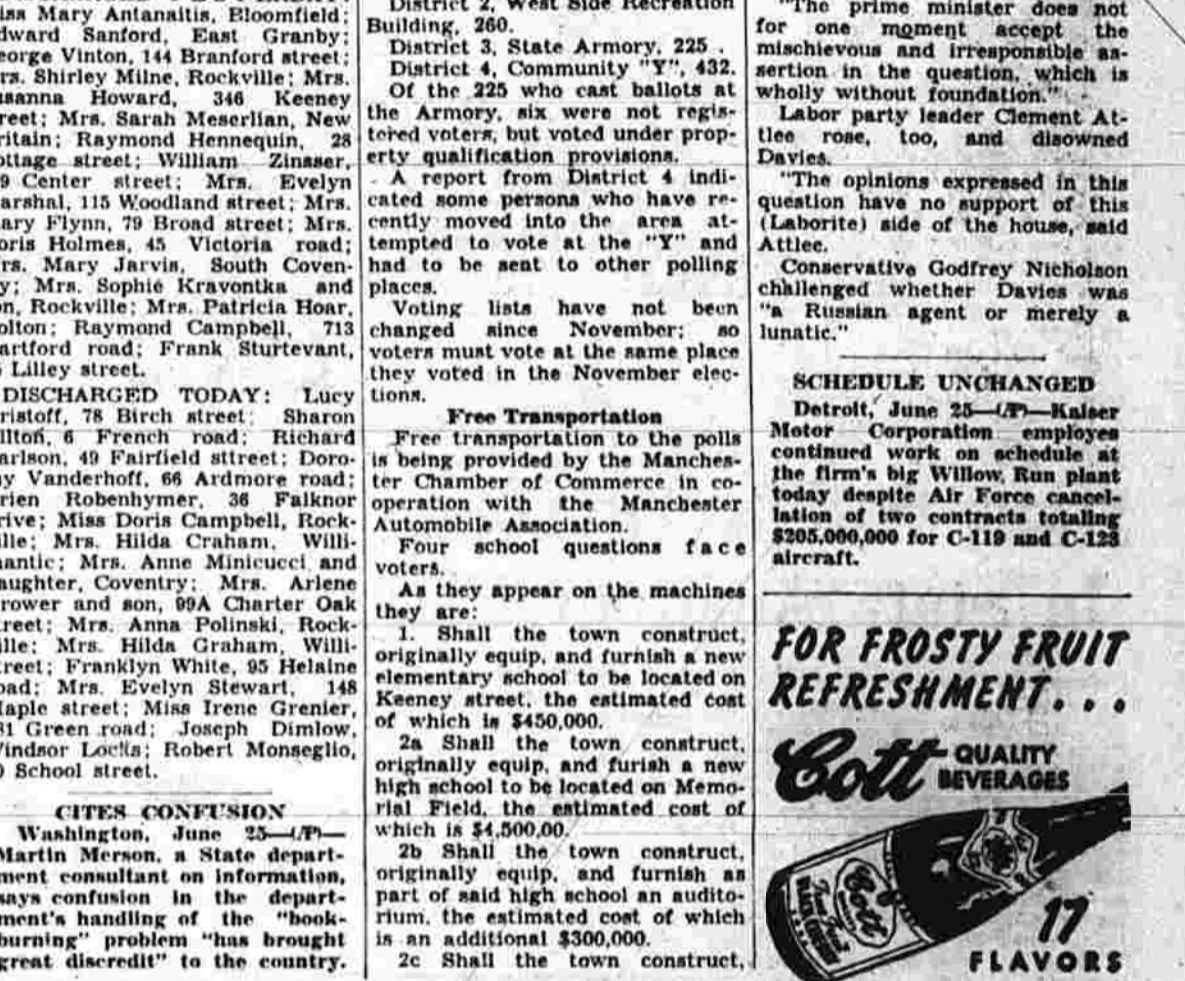 Miss Mary Antanaitis, Bloomfield;
dward Sanford, East Granby;
eorge Vinton, 144 Branford street;
rs. Shirley Milne, Rockville; Mrs.
usanna Howard, 346 Keeney
reet; Mrs. Sarah Meserlian, New
ritain; Raymond Hennequin, 28
ottage street; William Zinsser,
9 Center street; Mrs. Evelyn
arshal, 115 Woodland street; Mrs.
ary Flynn, 79 Broad street; Mrs.
oris Holmes, 45 Victoria road;
rs. Mary Jarvis, South Coven-
y; Mrs. Sophie Kravontka and
on, Rockville; Mrs. Patricia Hoar,
olton; Raymond Campbell, 713
artford road; Frank Sturtevant,
Lilley street.
DISCHARGED TODAY: Lucy
ristoff, 78 Birch street; Sharon
ilton, 6 French road; Richard
arlson, 49 Fairfield sttreet; Doro-
y Vanderhoff, 66 Ardmore road;
rien Robenhymer, 36 Falknor
rive; Miss Doris Campbell, Rock-
ille; Mrs. Hilda Craham, Willi-
mantic; Mrs. Anne Minicucci and
aughter, Coventry; Mrs. Arlene
rower and son, 99A Charter Oak
treet; Mrs. Anna Polinski, Rock-
ille; Mrs. Hilda Graham, Willi-
treet; Franklyn White, 95 Helaine
oad; Mrs. Evelyn Stewart, 148
Maple street; Miss Irene Grenier,
31 Green road; Joseph Dimlow,
Windsor Locks; Robert Monseglio,
0 School street.
CITES CONFUSION
Washington, June 25—(AP)—
Martin Merson, a State depart-
ment consultant on information,
says confusion in the depart-
ment's handling of the "book-
burning" problem "has brought
great discredit" to the country.
District 2, West Side Recreation
Building, 260.
District 3, State Armory, 225 .
District 4, Community "Y", 432.
Of the 225 who cast ballots at
the Armory, six were not regis-
tered voters, but voted under prop-
erty qualification provisions.
A report from District 4 indi-
cated some persons who have re-
cently moved into the area at-
tempted to vote at the "Y" and
had to be sent to other polling
places.
Voting lists have not been
changed since November; so
voters must vote at the same place
they voted in the November elec-
tions.
Free Transportation
Free transportation to the polls
is being provided by the Manches-
ter Chamber of Commerce in co-
operation with the Manchester
Automobile Association.
Four school questions face
voters.
As they appear on the machines
they are:
1. Shall the town construct,
originally equip, and furnish a new
elementary school to be located on
Keeney street, the estimated cost
of which is $450,000.
2a Shall the town construct,
originally equip, and furish a new
high school to be located on Memo-
rial Field, the estimated cost of
which is $4,500,00.
2b Shall the town construct,
originally equip, and furnish as
part of said high school an audito-
rium, the estimated cost of which
is an additional $300,000.
2c Shall the town construct,
"The prime minister does not
for one moment accept the
mischievous and irresponsible as-
sertion in the question, which is
wholly without foundation."
Labor party leader Clement At-
tlee rose, too, and disowned
Davies.
"The opinions expressed in this
question have no support of this
(Laborite) side of the house, said
Attlee.
Conservative Godfrey Nicholson
challenged whether Davies was
"a Russian agent or merely a
lunatic."
SCHEDULE UNCHANGED
Detroit, June 25—(AP)—Kaiser
Motor Corporation employes
continued work on schedule at
the firm's big Willow Run plant
today despite Air Force cancel-
lation of two contracts totaling
$205,000,000 for C-119 and C-123
aircraft.
FOR FROSTY FRUIT
REFRESHMENT...
Cott QUALITY
BEVERAGES
Cott
True Fruit
BLACK CHERRY
17
FLAVORS